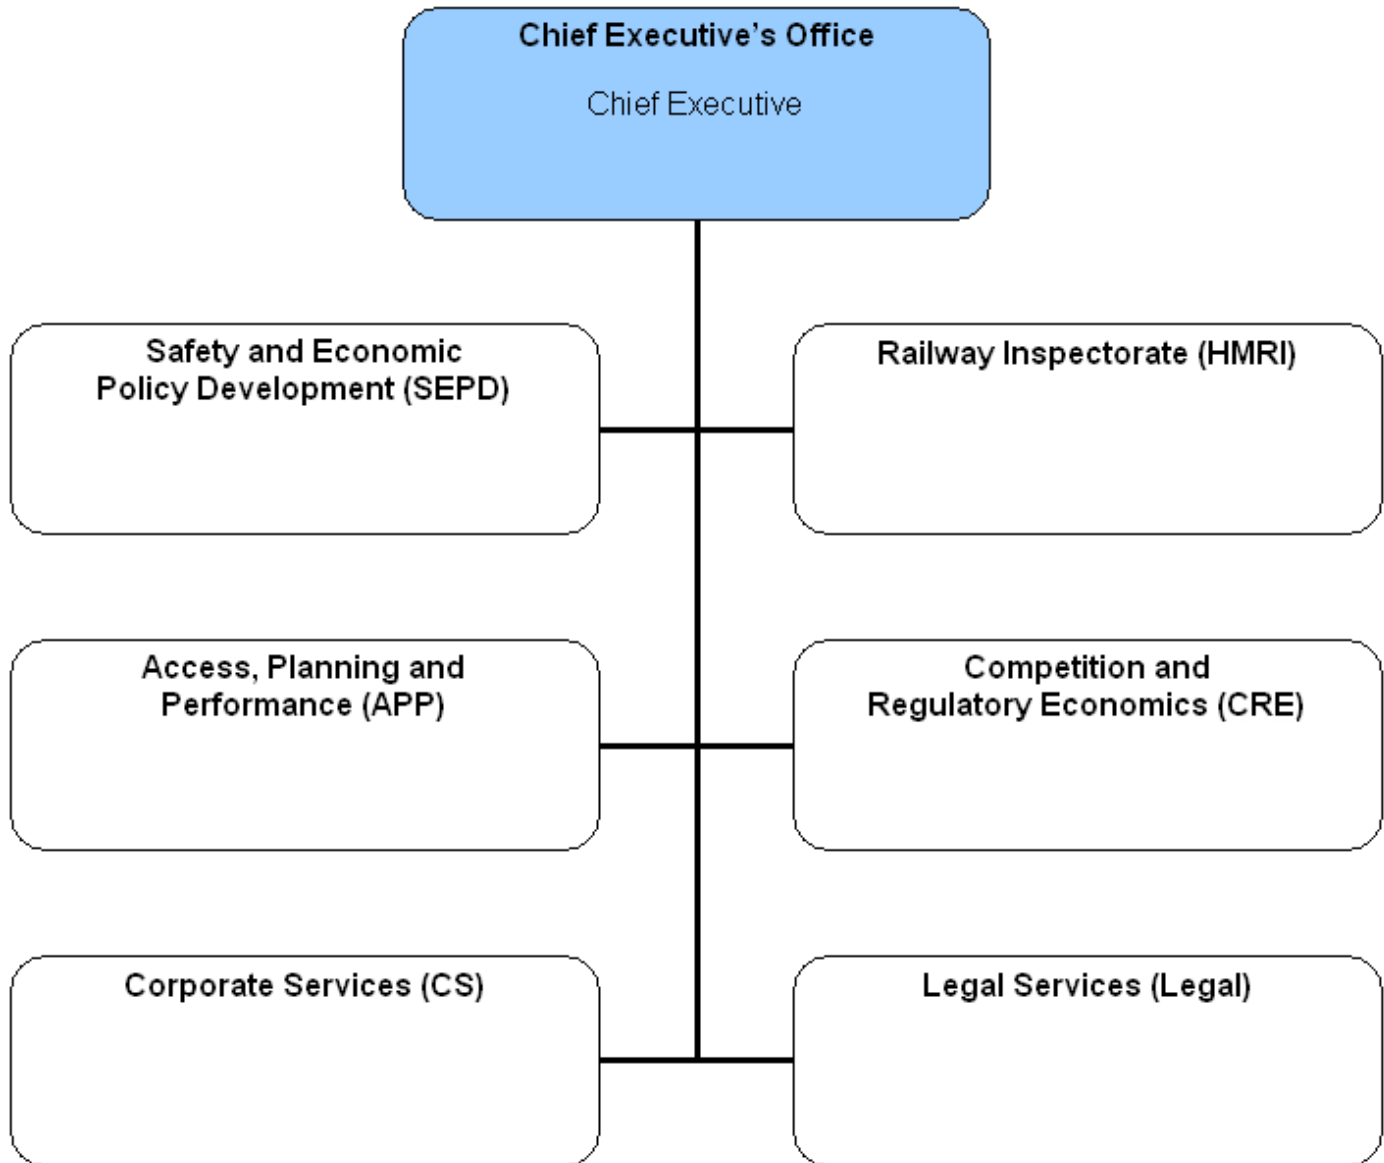 Chief Executive’s Office
Chief Executive
Safety and Economic
Policy Development (SEPD)
Railway Inspectorate (HMRI)
Access, Planning and
Performance (APP)
Competition and
Regulatory Economics (CRE)
Corporate Services (CS)
Legal Services (Legal)